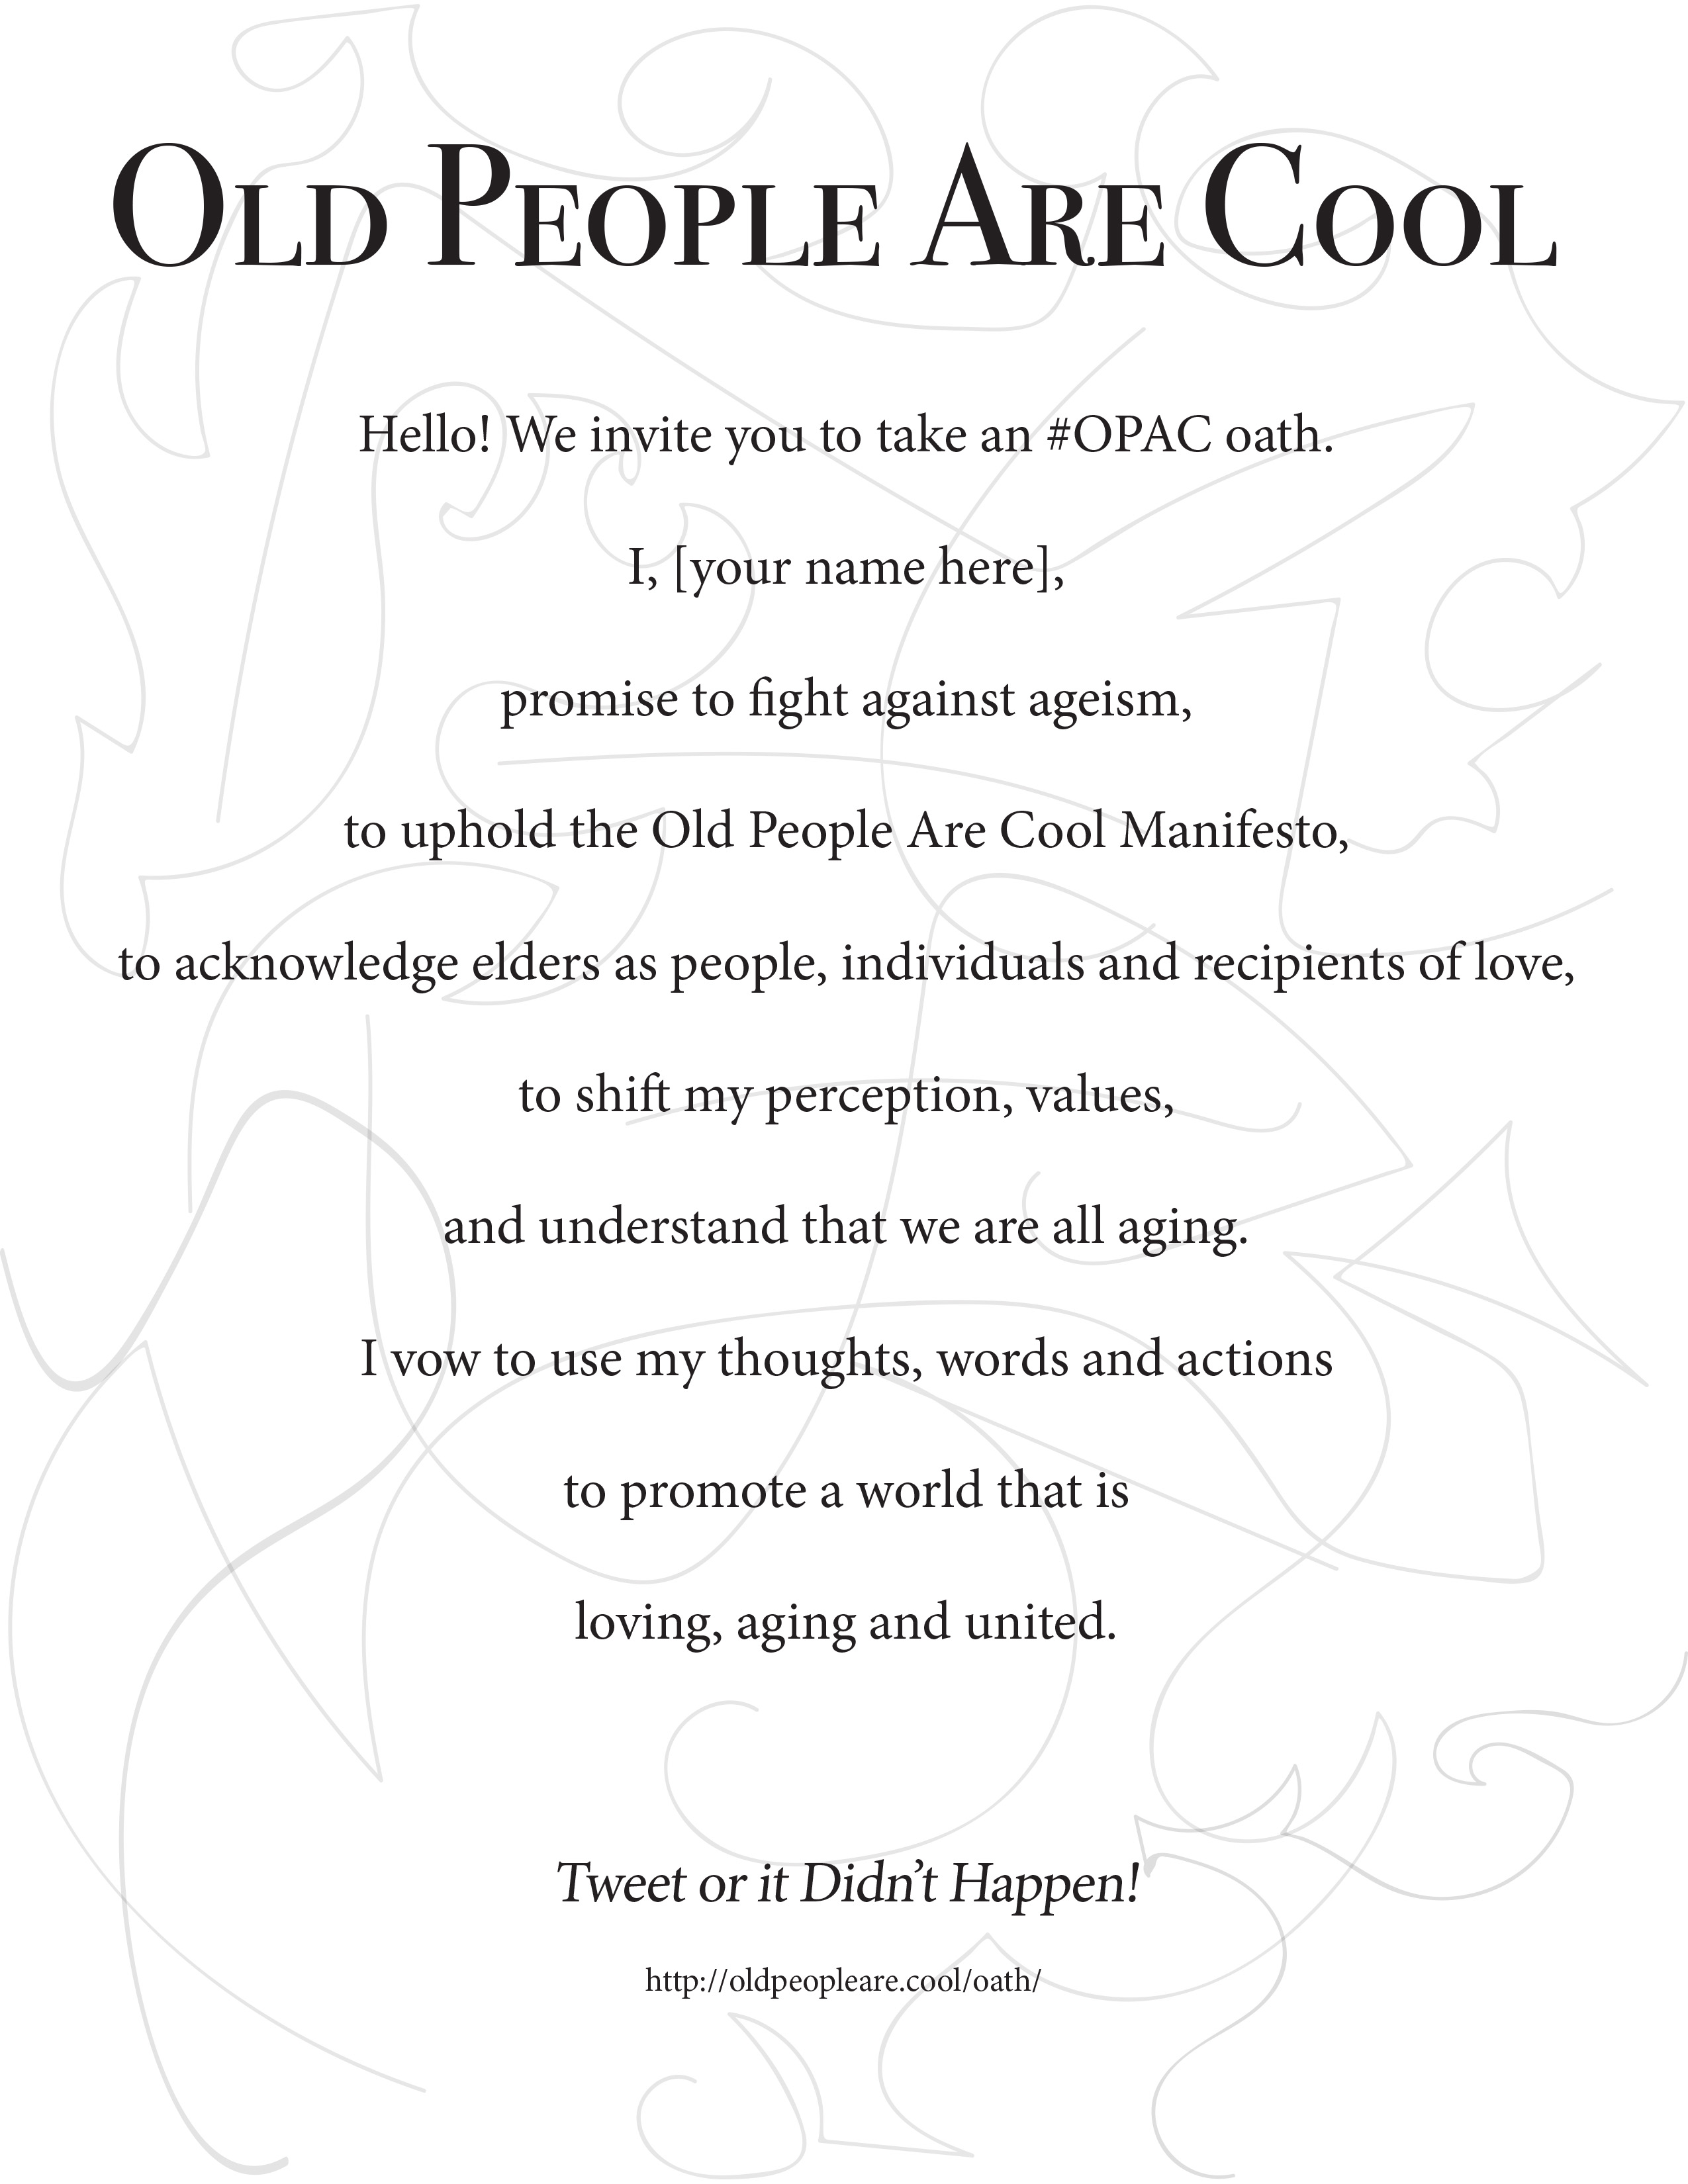 Old People Are Cool
Hello! We invite you to take an #OPAC oath.
I, [your name here],
promise to fight against ageism,
to uphold the Old People Are Cool Manifesto,
to acknowledge elders as people, individuals and recipients of love,
to shift my perception, values,
and understand that we are all aging.
I vow to use my thoughts, words and actions
to promote a world that is
loving, aging and united.
Tweet or it Didn’t Happen!
http://oldpeopleare.cool/oath/